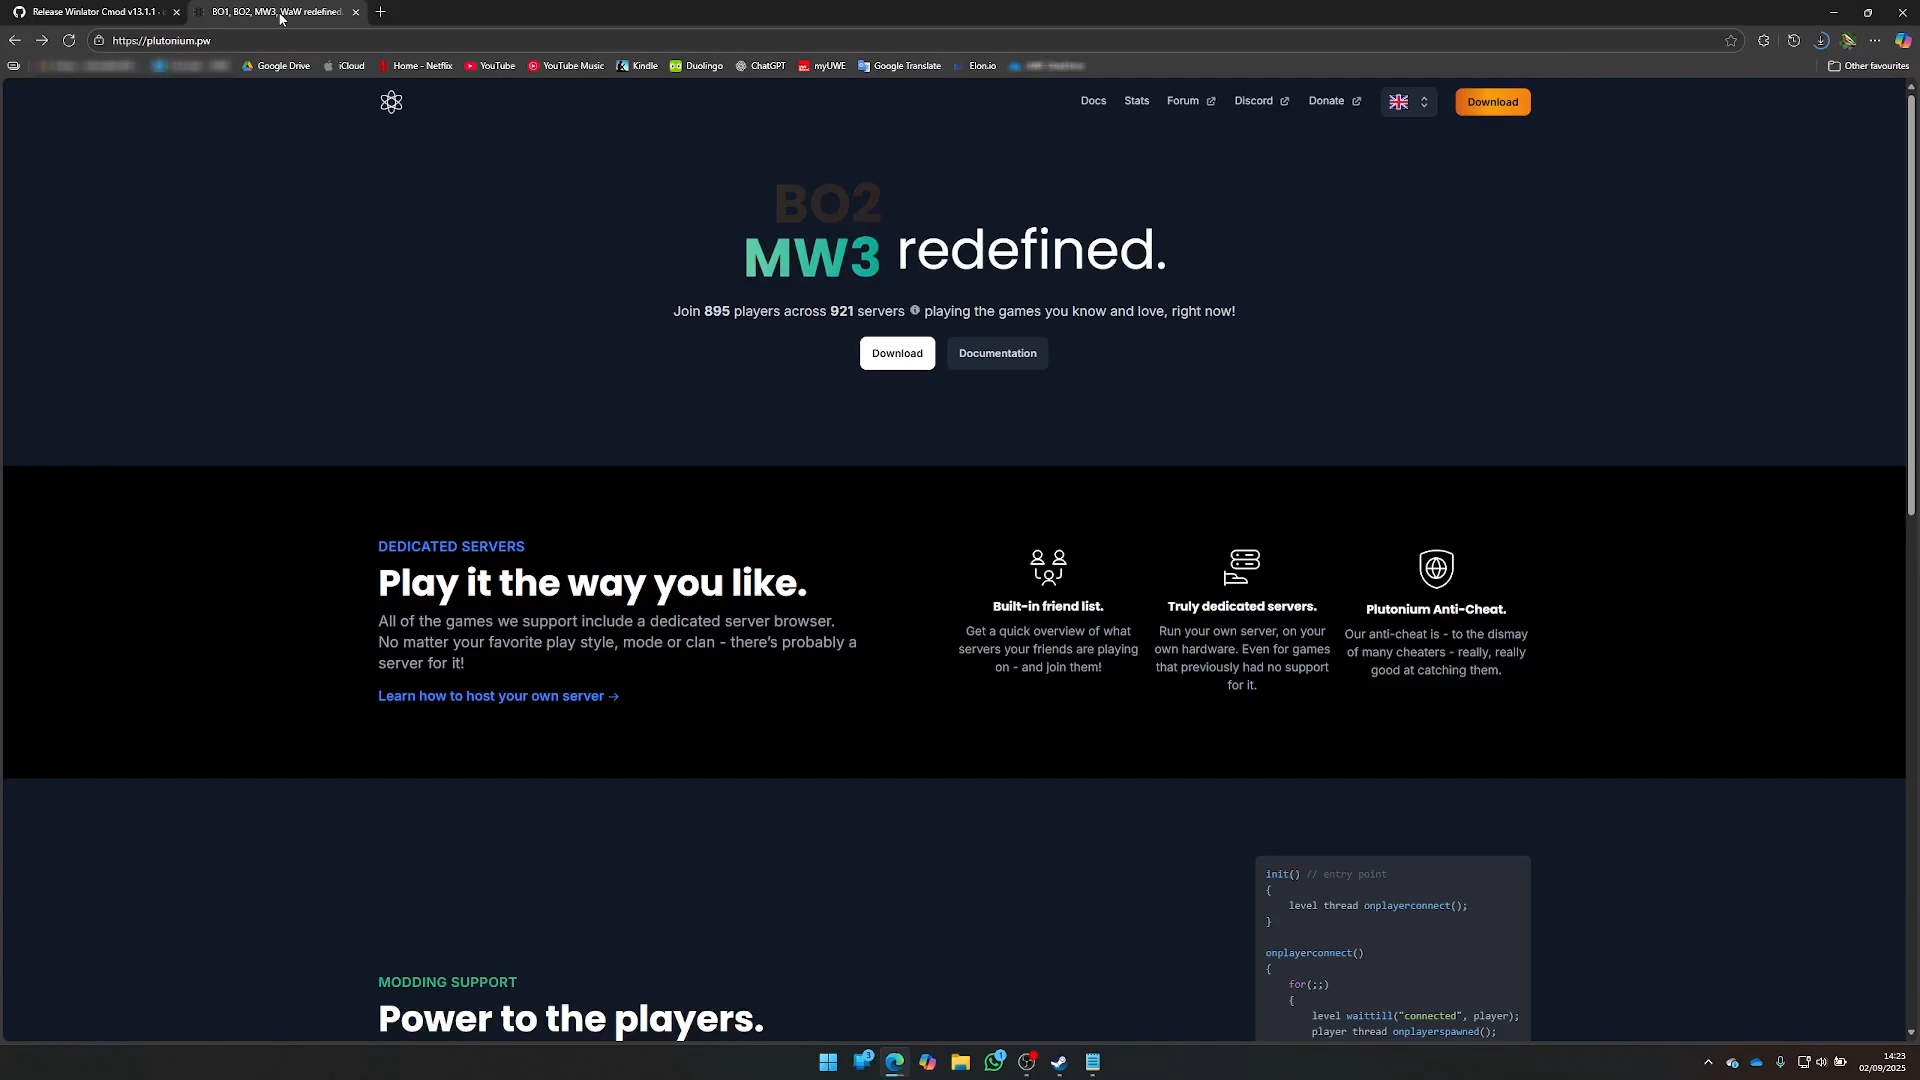 Release Winlator Cmod v13.1.1 ·
BO1, BO2, MW3, WaW redefined.
https://plutonium.pw
Google Drive
iCloud
Home - Netflix
YouTube
YouTube Music
Kindle
Duolingo
ChatGPT
myUWE
Google Translate
Elon.io
Other favourites
Docs
Stats
Forum
Discord
Donate
Download
BO2
MW3 redefined.
Join 895 players across 921 servers playing the games you know and love, right now!
Download
Documentation
DEDICATED SERVERS
Play it the way you like.
All of the games we support include a dedicated server browser.
No matter your favorite play style, mode or clan - there's probably a
server for it!
Learn how to host your own server →
Built-in friend list.
Get a quick overview of what
servers your friends are playing
on - and join them!
Truly dedicated servers.
Run your own server, on your
own hardware. Even for games
that previously had no support
for it.
Plutonium Anti-Cheat.
Our anti-cheat is - to the dismay
of many cheaters - really, really
good at catching them.
MODDING SUPPORT
Power to the players.
init() // entry point
{
level thread onplayerconnect();
}
onplayerconnect()
{
for(;;)
{
level waittill("connected", player);
player thread onplayerspawned();
14:23
02/09/2025